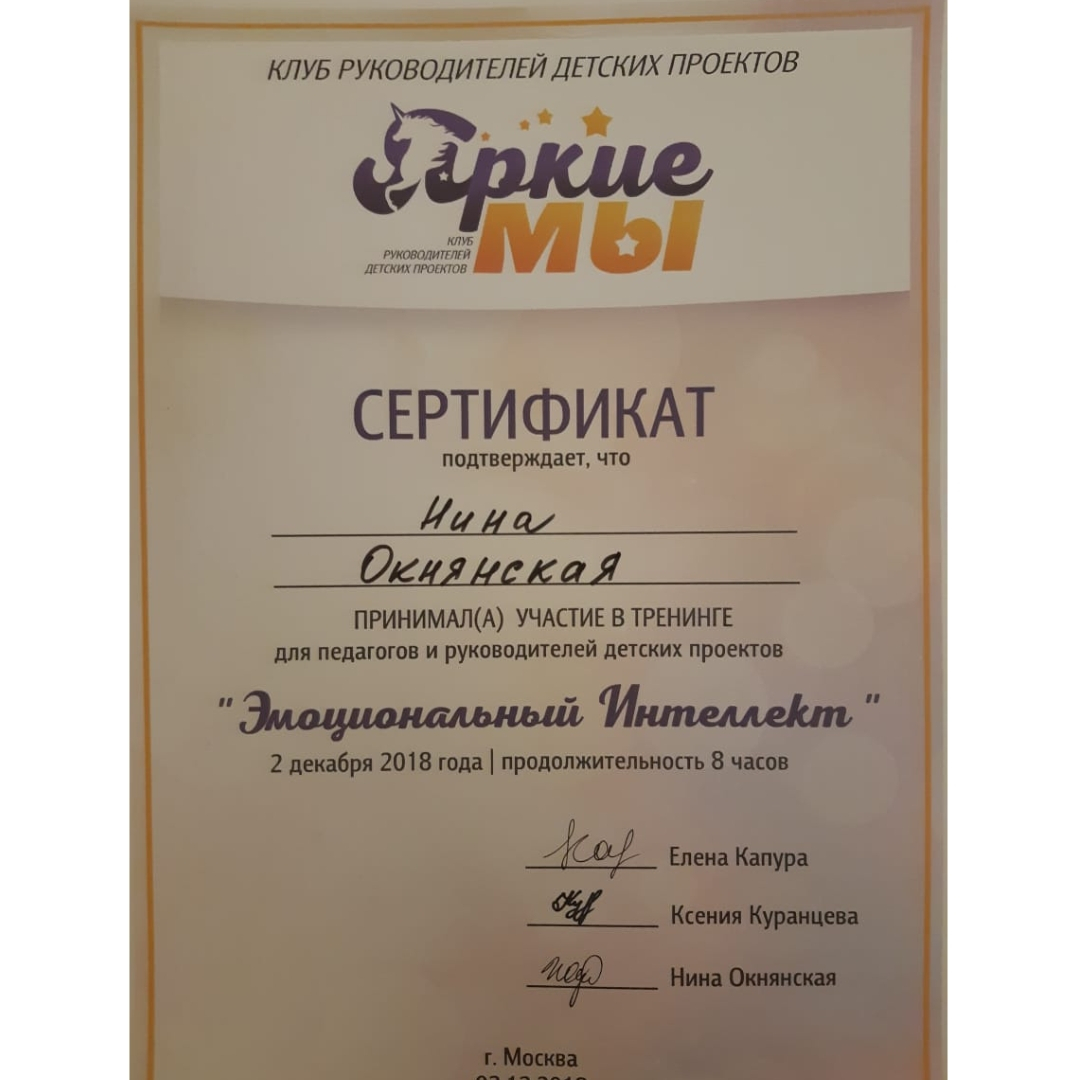 КЛУБ РУКОВОДИТЕЛЕЙ ДЕТСКИХ ПРОЕКТОВ
Яркие
МЫ
КЛУБ
РУКОВОДИТЕЛЕЙ
ДЕТСКИХ ПРОЕКТОВ
СЕРТИФИКАТ
подтверждает, что
Нина
Окнянская
ПРИНИМАЛ(А) УЧАСТИЕ В ТРЕНИНГЕ
для педагогов и руководителей детских проектов
"Эмоциональный Интеллект"
2 декабря 2018 года | продолжительность 8 часов
Елена Капура
Ксения Куранцева
Нина Окнянская
г. Москва